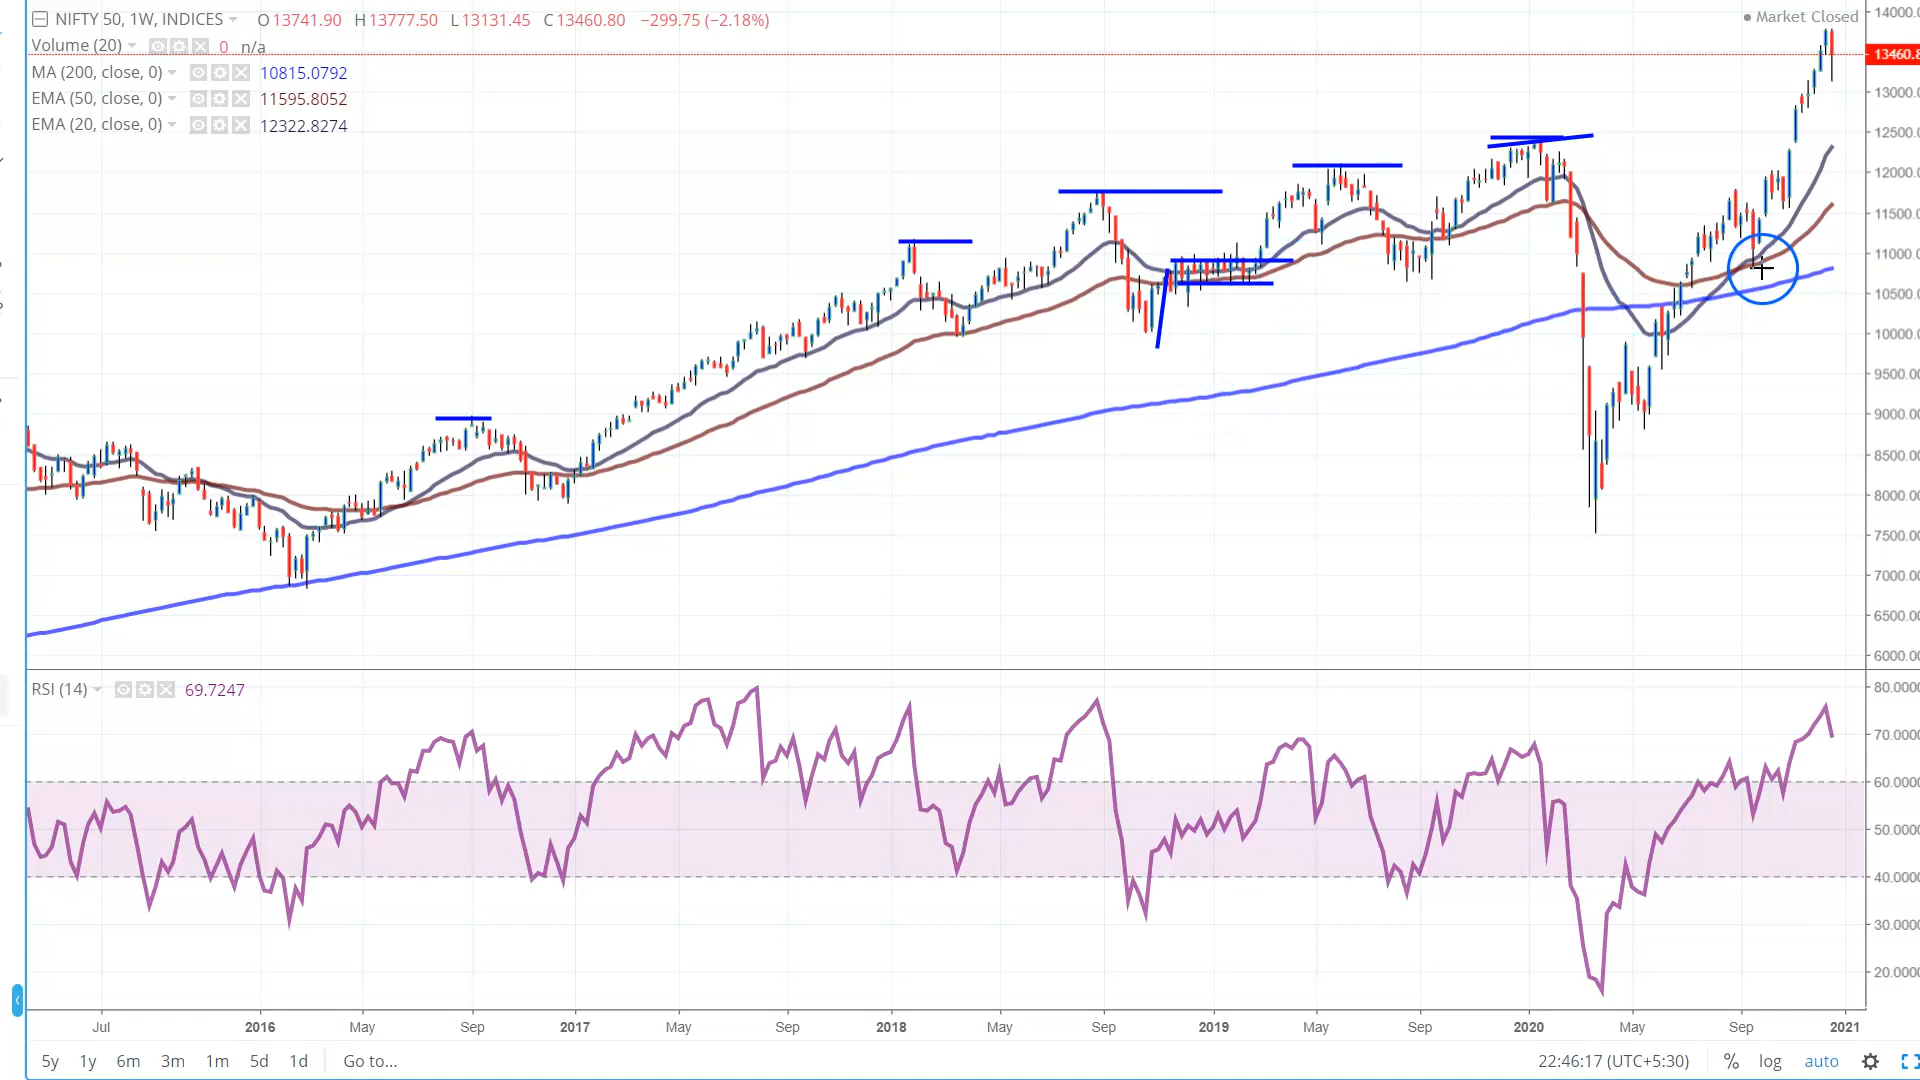 NIFTY 50, 1W, INDICES O13741.90 H13777.50 L13131.45 C13460.80 −299.75 (−2.18%)
Market Closed
Volume (20) 0 n/a
MA (200, close, 0) 10815.0792
EMA (50, close, 0) 11595.8052
EMA (20, close, 0) 12322.8274
14000.0
13460.8
13000.0
12500.0
12000.0
11500.0
11000.0
10500.0
10000.0
9500.00
9000.00
8500.00
8000.00
7500.00
7000.00
6500.00
6000.00
RSI (14) 69.7247
80.0000
70.0000
60.0000
50.0000
40.0000
30.0000
20.0000
Jul 2016 May Sep 2017 May Sep 2018 May Sep 2019 May Sep 2020 May Sep 2021
5y 1y 6m 3m 1m 5d 1d Go to... 22:46:17 (UTC+5:30) % log auto